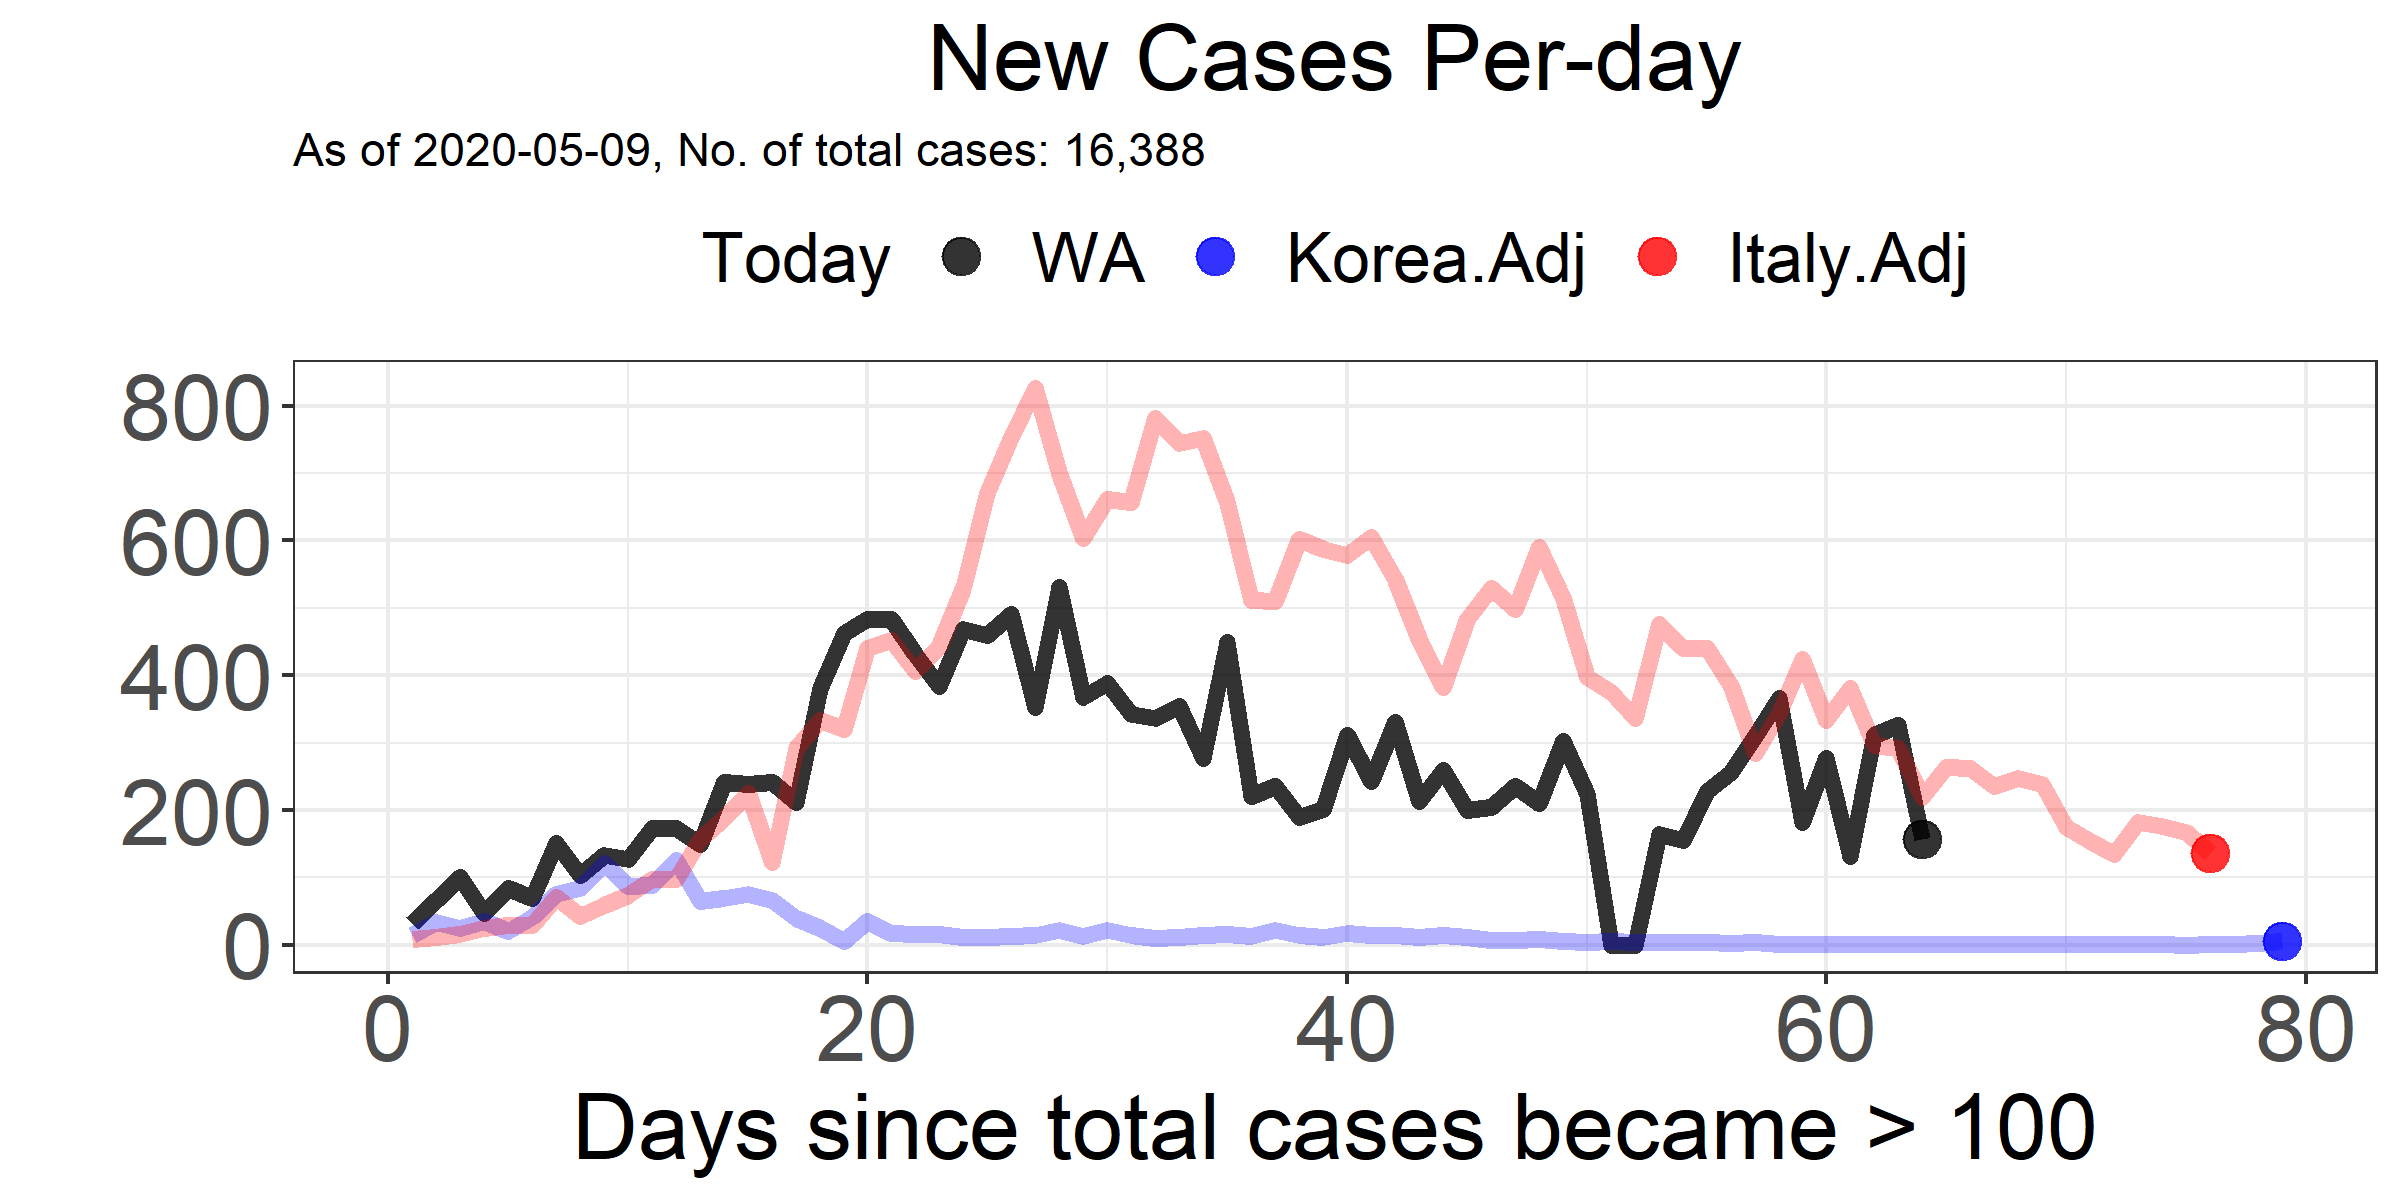 New Cases Per-day
As of 2020-05-09, No. of total cases: 16,388
Today WA Korea.Adj Italy.Adj
800
600
400
200
0
0 20 40 60 80
Days since total cases became > 100